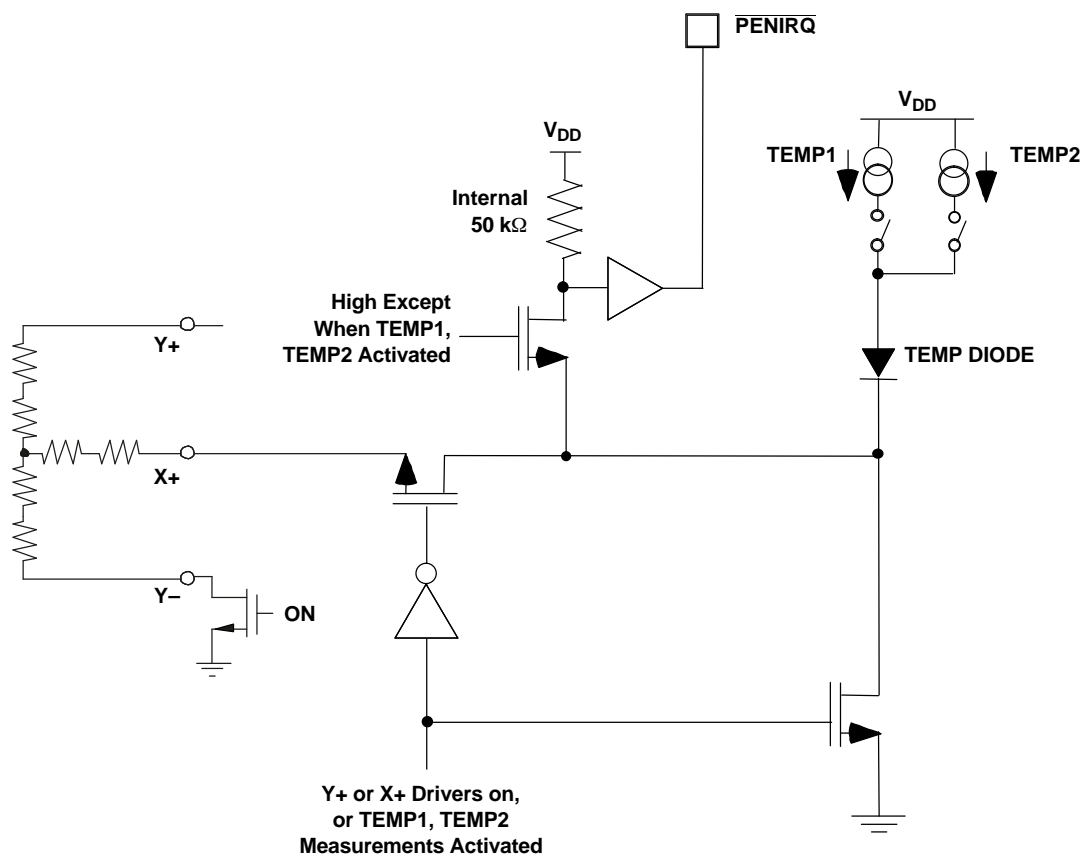 PENIRQ
VDD
VDD
TEMP1
TEMP2
Internal
50 kΩ
High Except
When TEMP1,
TEMP2 Activated
Y+
TEMP DIODE
X+
Y–
ON
Y+ or X+ Drivers on,
or TEMP1, TEMP2
Measurements Activated